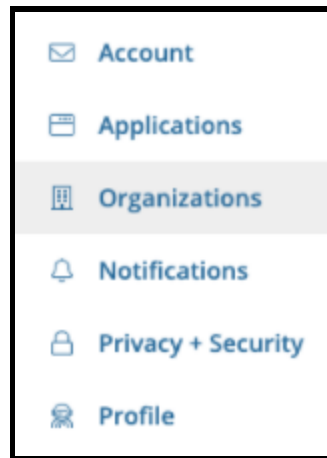 Account
Applications
Organizations
Notifications
Privacy + Security
Profile